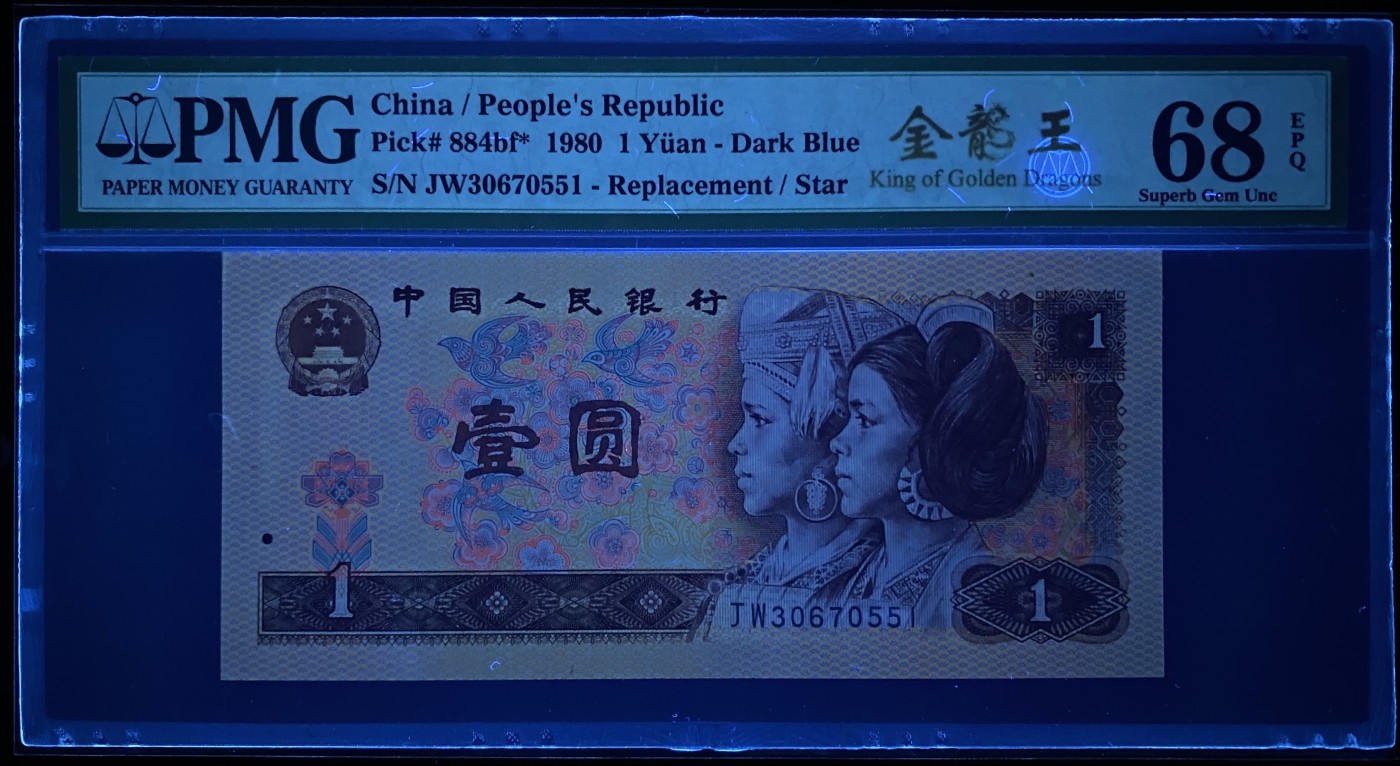 PMG
PAPER MONEY GUARANTY
China / People's Republic
Pick# 884bf* 1980 1 Yüan - Dark Blue
S/N JW30670551 - Replacement / Star
金龍王
King of Golden Dragons
68
EPQ
Superb Gem Unc
中国人民银行
1
壹圆
1
JW30670551
1